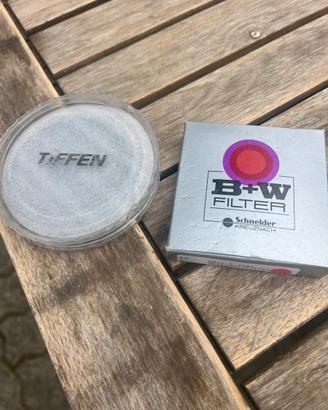 TIFFEN
B+W
FILTER
Schneider
KREUZNACH